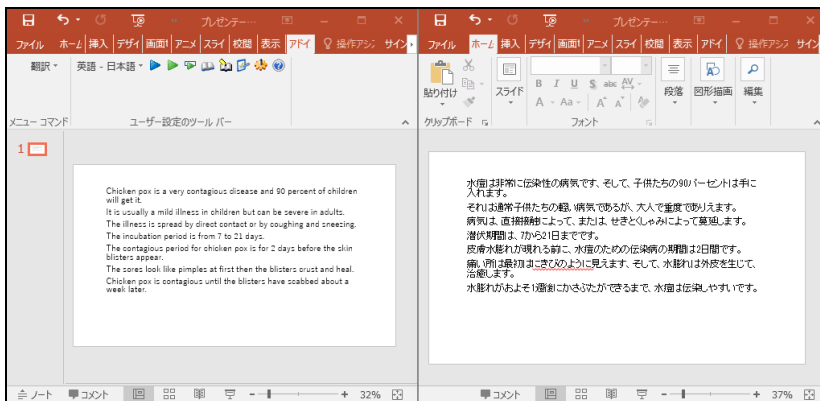 プレゼンテー…
ファイル ホーム 挿入 デザイ 画面 アニメ スライ 校閲 表示 アドイ 操作アシ サイン
翻訳 英語 - 日本語
メニュー コマンド ユーザー設定のツール バー
1
Chicken pox is a very contagious disease and 90 percent of children
will get it.
It is usually a mild illness in children but can be severe in adults.
The illness is spread by direct contact or by coughing and sneezing.
The incubation period is from 7 to 21 days.
The contagious period for chicken pox is for 2 days before the skin
blisters appear.
The sores look like pimples at first then the blisters crust and heal.
Chicken pox is contagious until the blisters have scabbed about a
week later.
ノート コメント 32%
プレゼンテー…
ファイル ホーム 挿入 デザイ 画面 アニメ スライ 校閲 表示 アドイ 操作アシ サイン
貼り付け スライド B I U S abc AV A Aa A A 段落 図形描画 編集
クリップボード フォント
水痘は非常に伝染性の病気です、そして、子供たちの90パーセントは手に
入れます。
それは通常子供たちの軽い病気であるが、大人で重度でありえます。
病気は、直接接触によって、または、せきとくしゃみによって蔓延します。
潜伏期間は、7から21日までです。
皮膚水膨れが現れる前に、水痘のための伝染病の期間は2日間です。
痛い所は最初はにきびのように見えます、そして、水膨れは外皮を生じて、
治癒します。
水膨れがおよそ1週後にかさぶたができるまで、水痘は伝染しやすいです。
コメント 37%